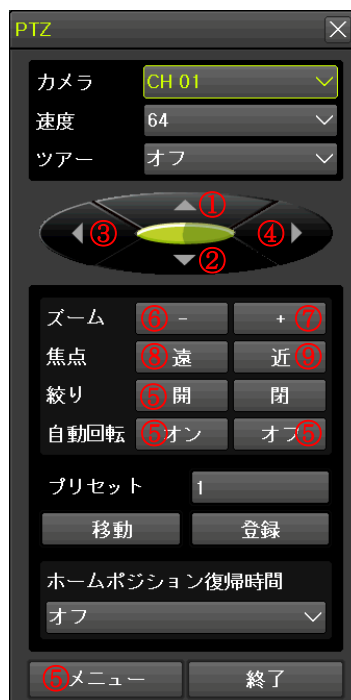 PTZ
カメラ CH 01
速度 64
ツアー オフ
①
③ ④
②
ズーム ⑥ - + ⑦
焦点 ⑧遠 近⑨
絞り ⑤開 閉
自動回転 ⑤オン オフ⑤
プリセット 1
移動 登録
ホームポジション復帰時間
オフ
⑤メニュー 終了